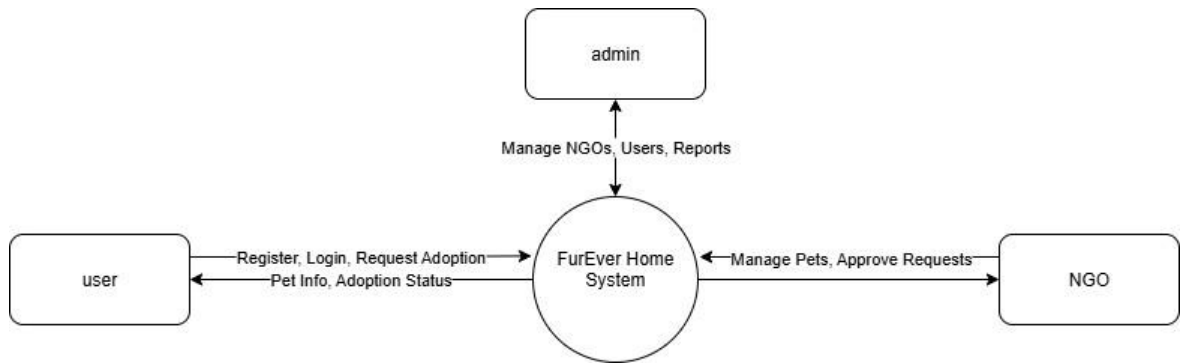 admin
Manage NGOs, Users, Reports
FurEver Home
System
user
Register, Login, Request Adoption
Pet Info, Adoption Status
Manage Pets, Approve Requests
NGO